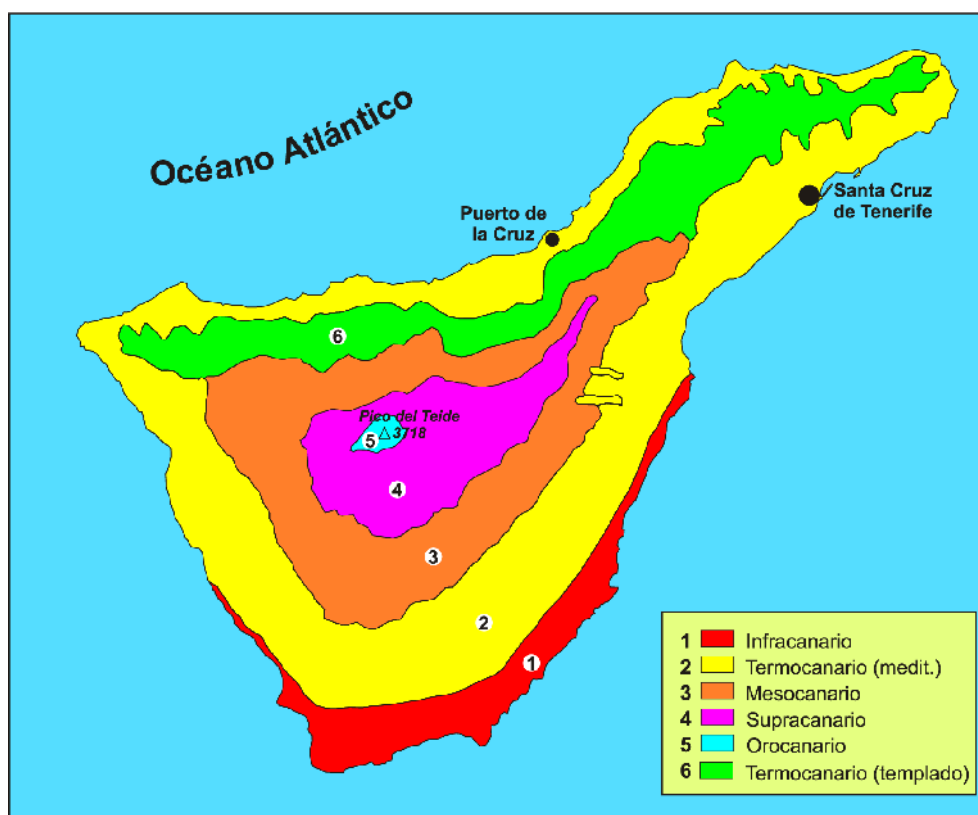 Océano Atlántico
Puerto de
la Cruz
Santa Cruz
de Tenerife
6
Pico del Teide
3718
5
4
3
2
1
1 Infracanario
2 Termocanario (medit.)
3 Mesocanario
4 Supracanario
5 Orocanario
6 Termocanario (templado)